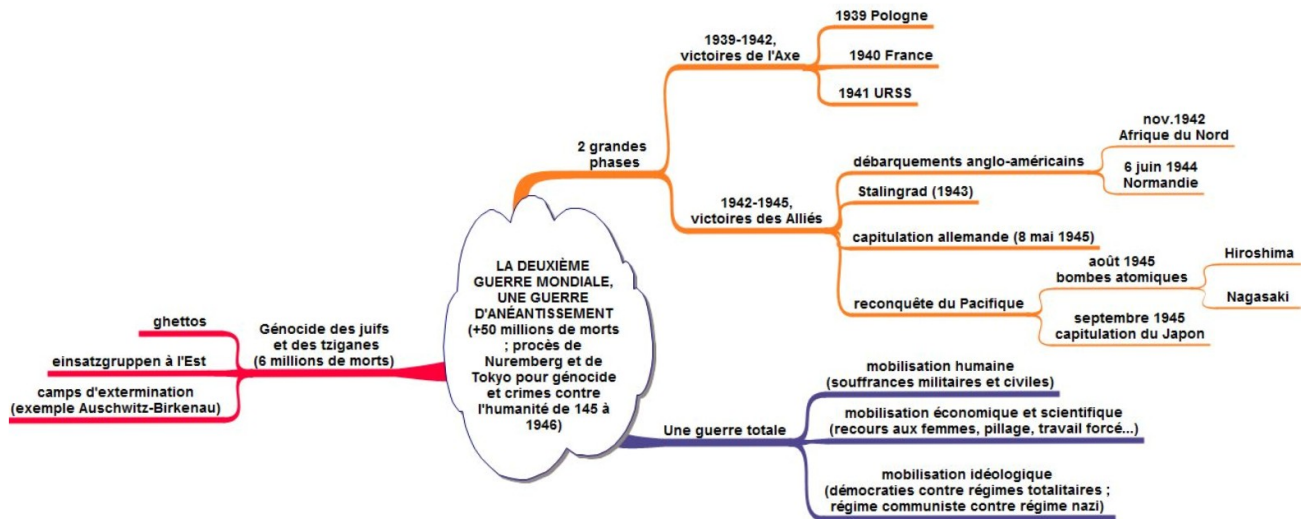 LA DEUXIÈME
GUERRE MONDIALE,
UNE GUERRE
D'ANÉANTISSEMENT
(+50 millions de morts
; procès de
Nuremberg et de
Tokyo pour génocide
et crimes contre
l'humanité de 145 à
1946)
2 grandes
phases
1939-1942,
victoires de l'Axe
1939 Pologne
1940 France
1941 URSS
1942-1945,
victoires des Alliés
débarquements anglo-américains
nov.1942
Afrique du Nord
6 juin 1944
Normandie
Stalingrad (1943)
capitulation allemande (8 mai 1945)
reconquête du Pacifique
août 1945
bombes atomiques
Hiroshima
Nagasaki
septembre 1945
capitulation du Japon
Une guerre totale
mobilisation humaine
(souffrances militaires et civiles)
mobilisation économique et scientifique
(recours aux femmes, pillage, travail forcé...)
mobilisation idéologique
(démocraties contre régimes totalitaires ;
régime communiste contre régime nazi)
Génocide des juifs
et des tziganes
(6 millions de morts)
ghettos
einsatzgruppen à l'Est
camps d'extermination
(exemple Auschwitz-Birkenau)